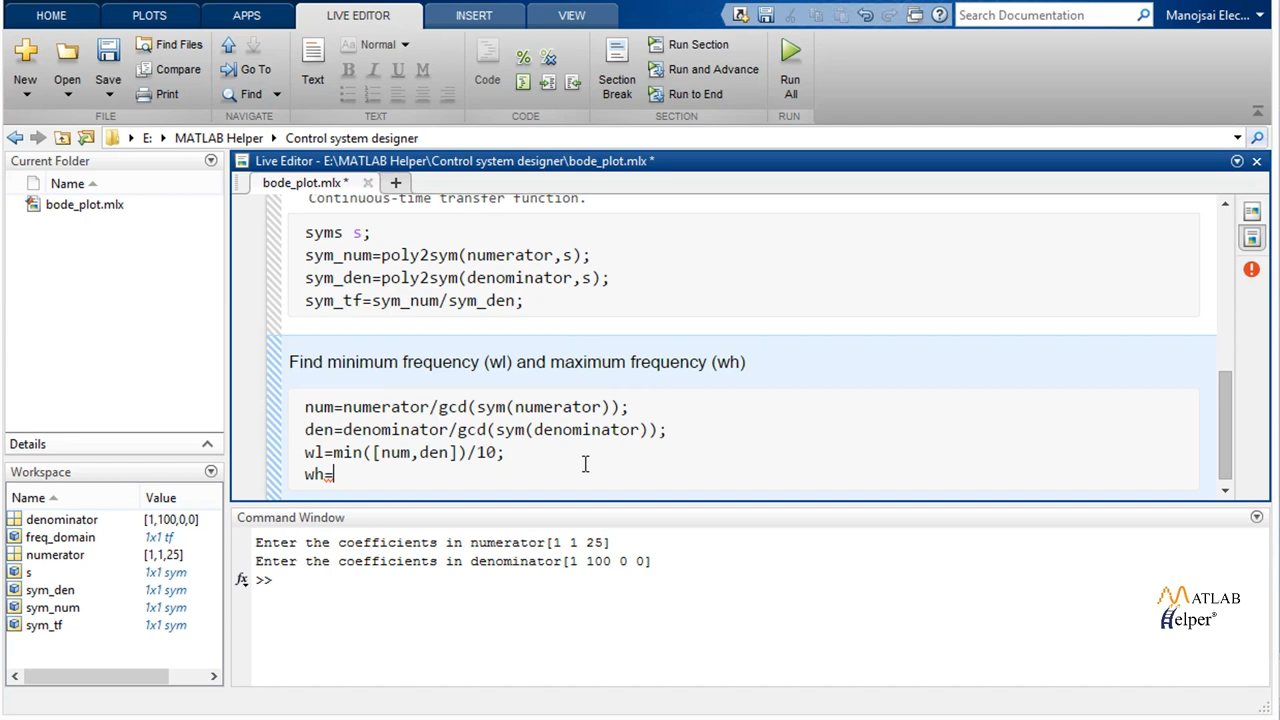 HOME PLOTS APPS LIVE EDITOR INSERT VIEW Search Documentation Manojsai Elec...
New Open Save Find Files Compare Print Go To Find Text Aa Normal B I U M Code Section Break Run Section Run and Advance Run to End Run All
FILE NAVIGATE TEXT CODE SECTION RUN
E: MATLAB Helper Control system designer
Current Folder
Name
bode_plot.mlx
Details
Workspace
Name Value
denominator [1,100,0,0]
freq_domain 1x1 tf
numerator [1,1,25]
s 1x1 sym
sym_den 1x1 sym
sym_num 1x1 sym
sym_tf 1x1 sym
Live Editor - E:\MATLAB Helper\Control system designer\bode_plot.mlx *
bode_plot.mlx *
Continuous-time transfer function.
syms s;
sym_num=poly2sym(numerator,s);
sym_den=poly2sym(denominator,s);
sym_tf=sym_num/sym_den;
Find minimum frequency (wl) and maximum frequency (wh)
num=numerator/gcd(sym(numerator));
den=denominator/gcd(sym(denominator));
wl=min([num,den])/10;
wh=
Command Window
Enter the coefficients in numerator[1 1 25]
Enter the coefficients in denominator[1 100 0 0]
fx >>
MATLAB
Helper®